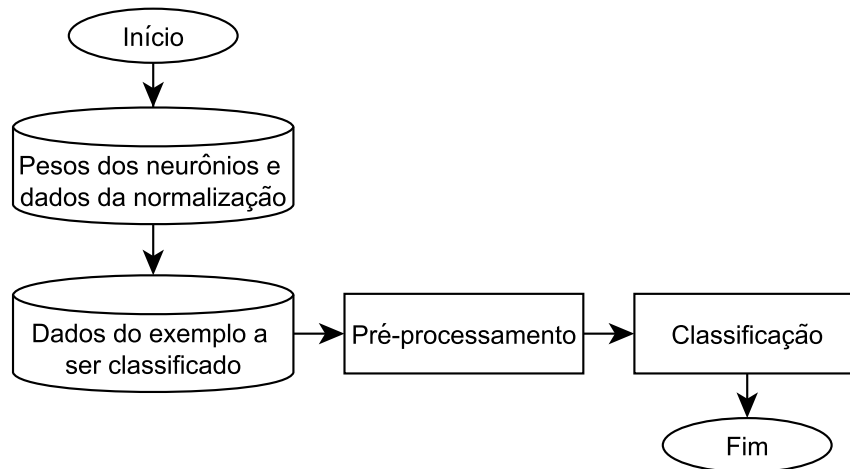 Início
Pesos dos neurônios e
dados da normalização
Dados do exemplo a
ser classificado
Pré-processamento
Classificação
Fim